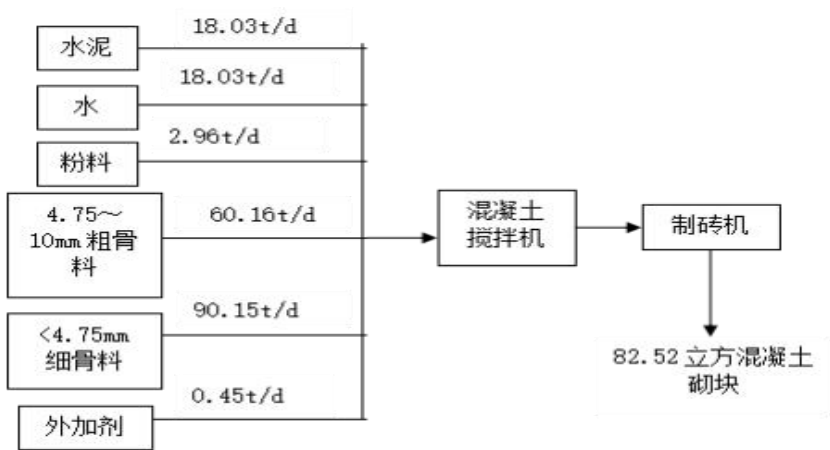 水泥
18.03t/d
水
18.03t/d
粉料
2.96t/d
4.75～
10mm 粗骨
料
60.16t/d
<4.75mm
细骨料
90.15t/d
外加剂
0.45t/d
混凝土
搅拌机
制砖机
82.52 立方混凝土
砌块